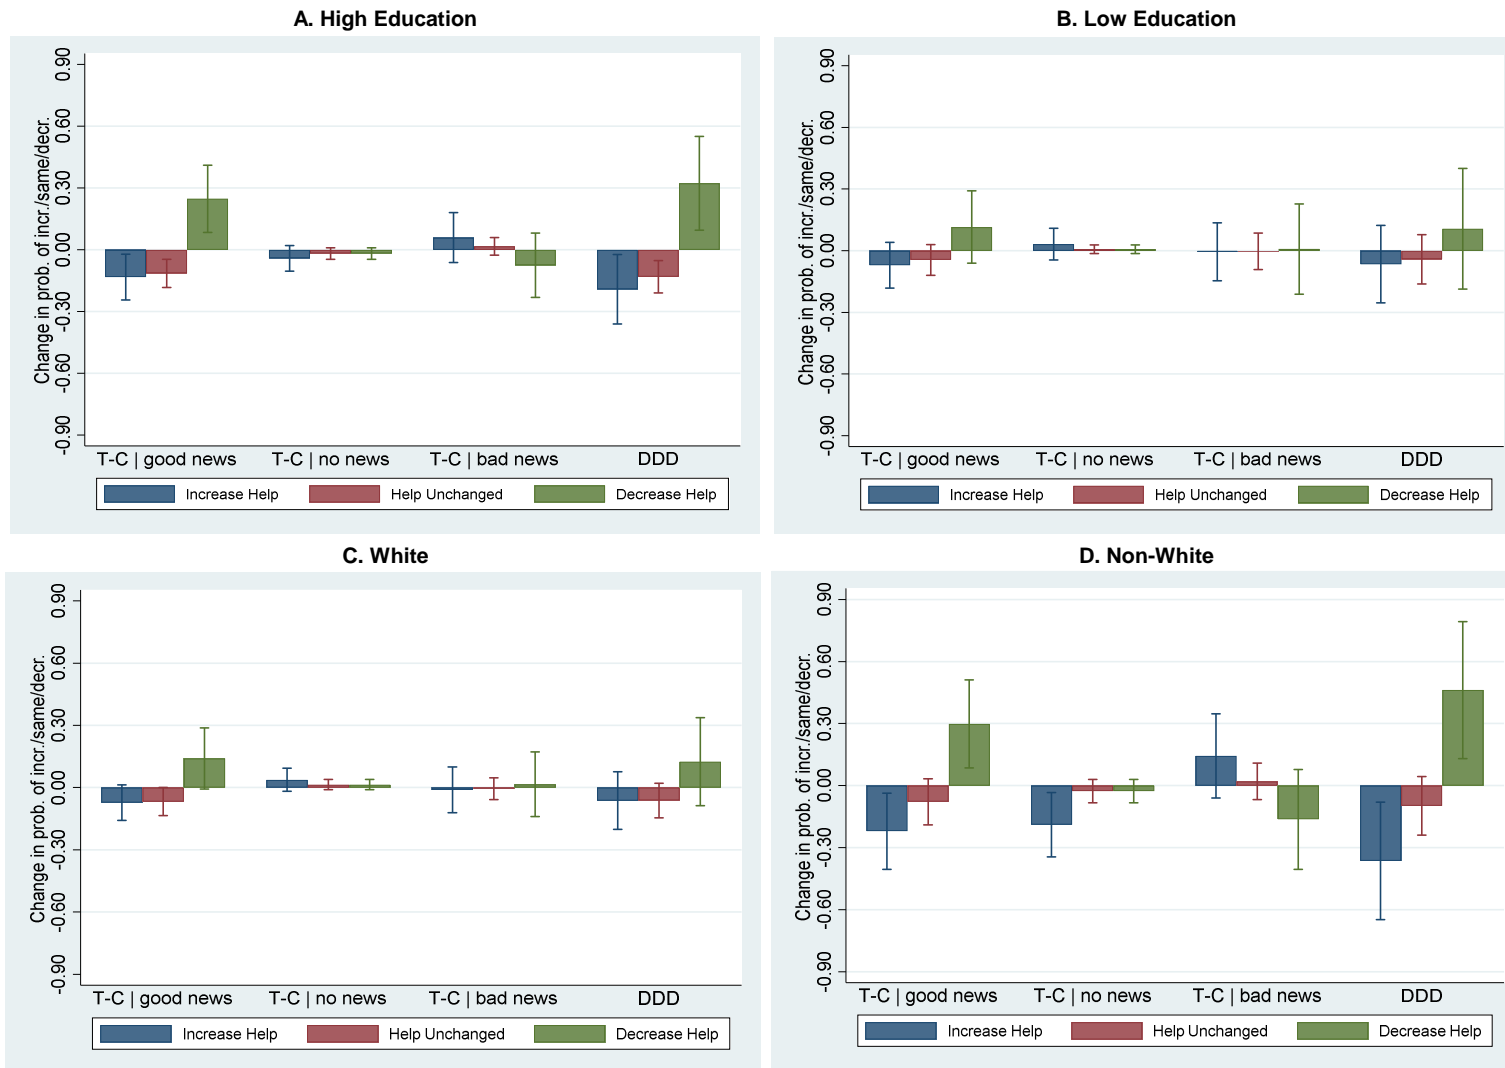 A. High Education
Change in prob. of incr./same/decr.
0.90
0.60
0.30
0.00
-0.30
-0.60
-0.90
T-C | good news
T-C | no news
T-C | bad news
DDD
Increase Help
Help Unchanged
Decrease Help
B. Low Education
Change in prob. of incr./same/decr.
0.90
0.60
0.30
0.00
-0.30
-0.60
-0.90
T-C | good news
T-C | no news
T-C | bad news
DDD
Increase Help
Help Unchanged
Decrease Help
C. White
Change in prob. of incr./same/decr.
0.90
0.60
0.30
0.00
-0.30
-0.60
-0.90
T-C | good news
T-C | no news
T-C | bad news
DDD
Increase Help
Help Unchanged
Decrease Help
D. Non-White
Change in prob. of incr./same/decr.
0.90
0.60
0.30
0.00
-0.30
-0.60
-0.90
T-C | good news
T-C | no news
T-C | bad news
DDD
Increase Help
Help Unchanged
Decrease Help